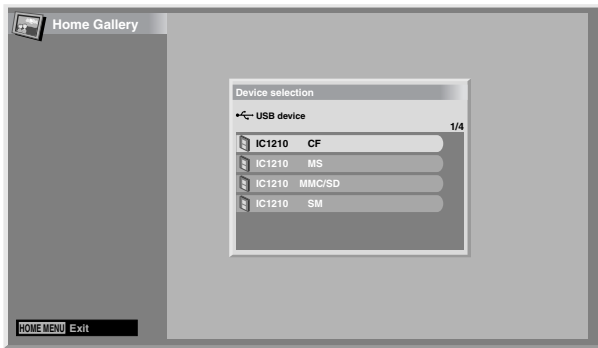 Home Gallery
Device selection
USB device
1/4
IC1210 CF
IC1210 MS
IC1210 MMC/SD
IC1210 SM
HOME MENU Exit